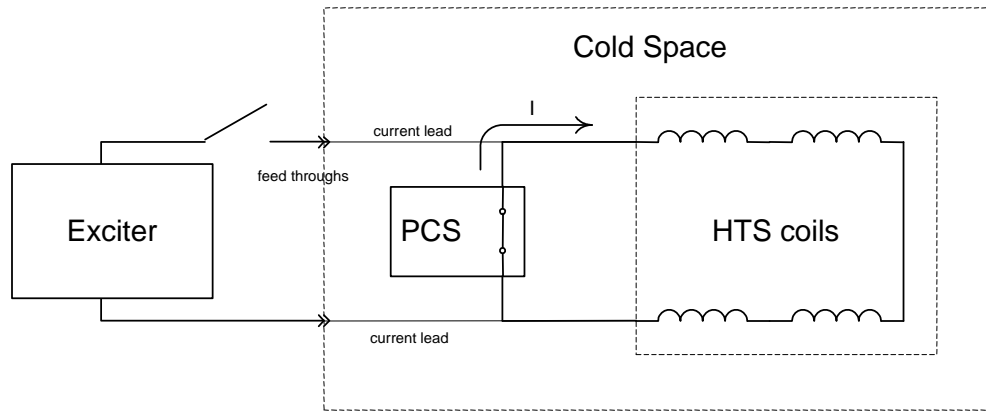 Cold Space
I
current lead
feed throughs
Exciter
PCS
HTS coils
current lead